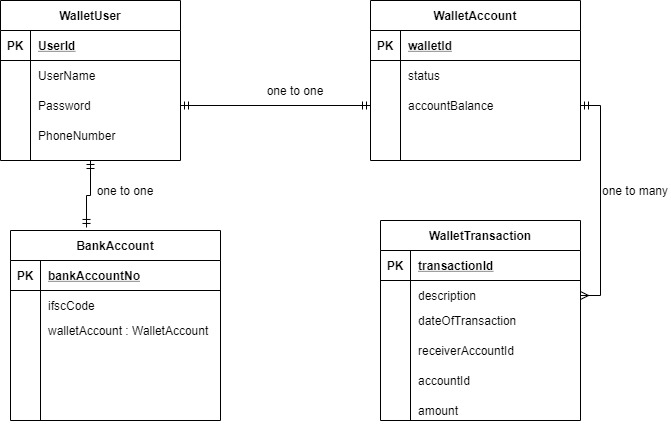 WalletUser
PK UserId
UserName
Password
PhoneNumber
one to one
WalletAccount
PK walletId
status
accountBalance
one to many
one to one
BankAccount
PK bankAccountNo
ifscCode
walletAccount : WalletAccount
WalletTransaction
PK transactionId
description
dateOfTransaction
receiverAccountId
accountId
amount